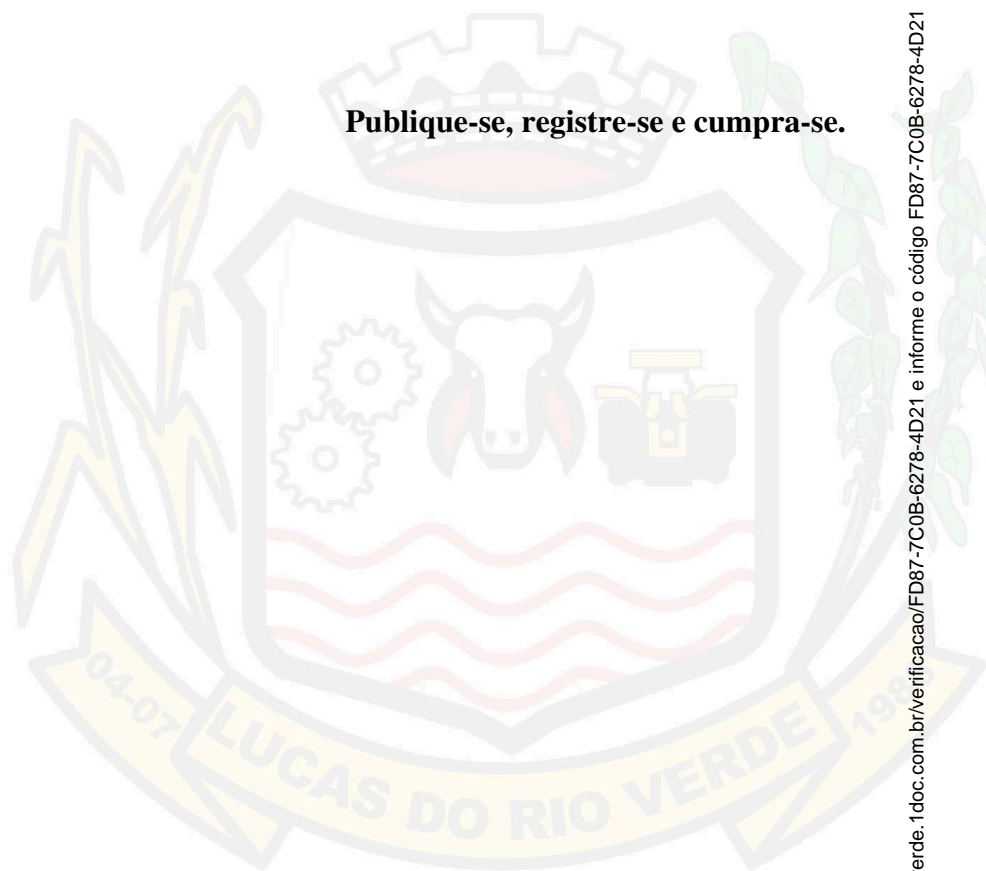 Publique-se, registre-se e cumpra-se.
04-07 LUCAS DO RIO VERDE 1988
erde.1doc.com.br/verificacao/FD87-7C0B-6278-4D21 e informe o código FD87-7C0B-6278-4D21